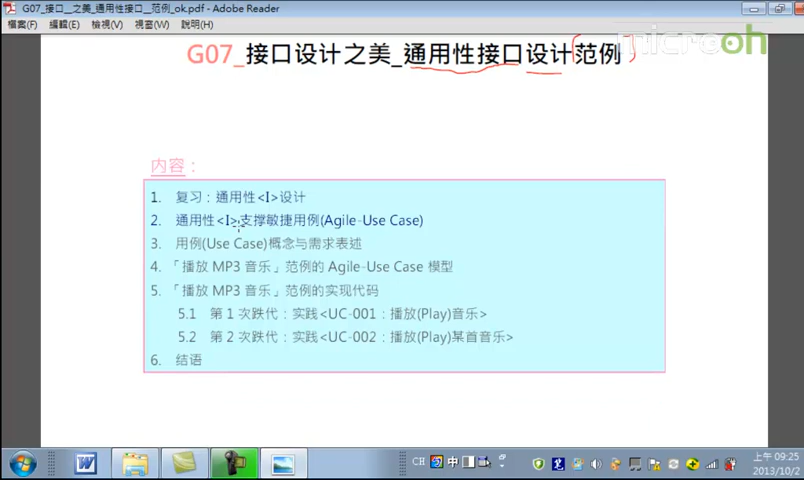 G07_接口__之美_通用性接口__范例_ok.pdf - Adobe Reader
檔案(F) 編輯(E) 檢視(V) 視窗(W) 說明(H)
microoh
G07_接口设计之美_通用性接口设计范例
内容：
1. 复习：通用性<I>设计
2. 通用性<I>支撑敏捷用例(Agile-Use Case)
3. 用例(Use Case)概念与需求表述
4. 「播放 MP3 音乐」范例的 Agile-Use Case 模型
5. 「播放 MP3 音乐」范例的实现代码
5.1 第 1 次跌代：实践<UC-001：播放(Play)音乐>
5.2 第 2 次跌代：实践<UC-002：播放(Play)某首音乐>
6. 结语
CH 中
上午 09:25
2013/10/2